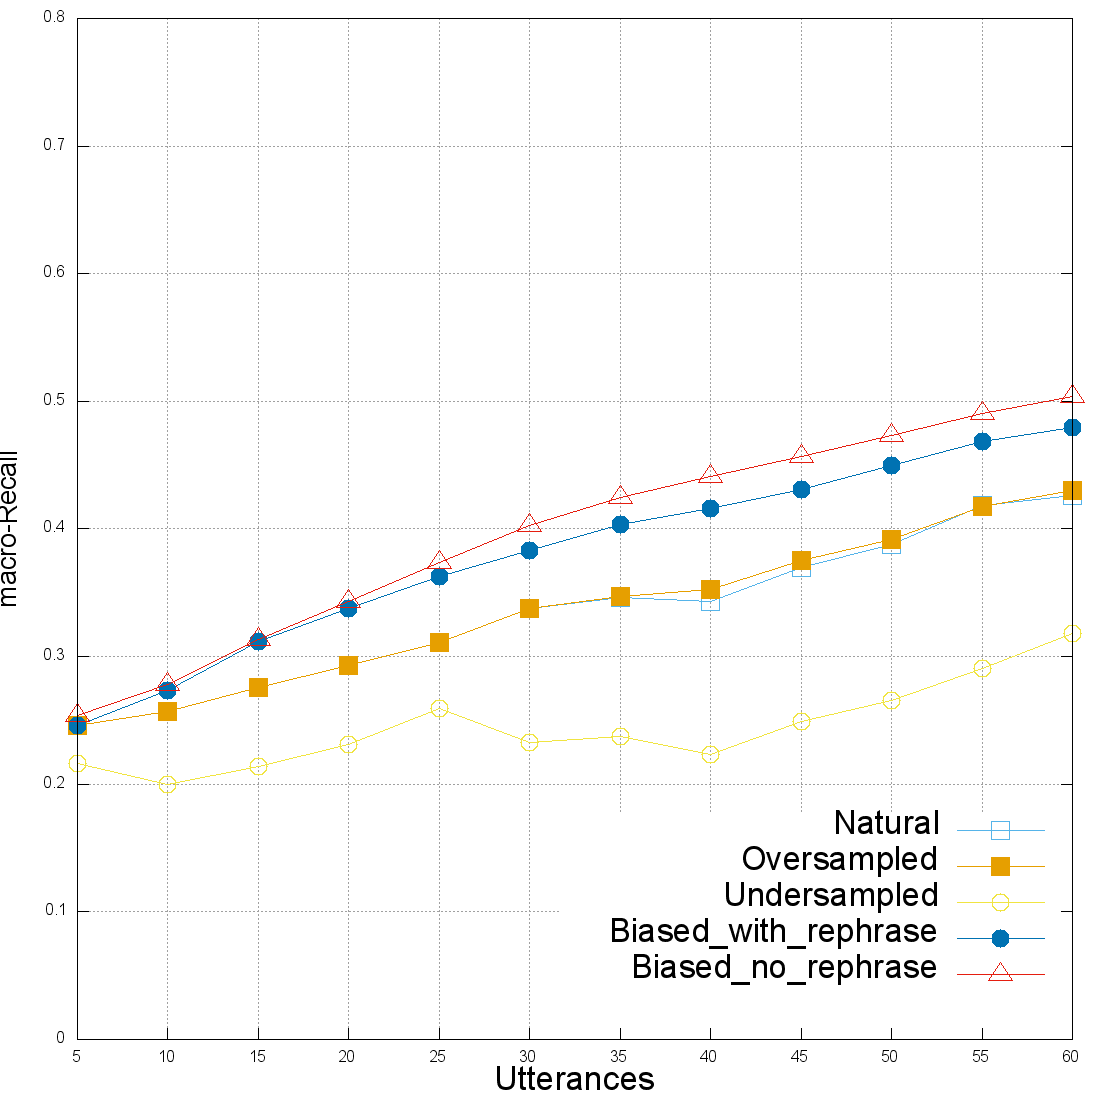 0.8
0.7
0.6
0.5
0.4
0.3
0.2
0.1
0
macro-Recall
Natural
Oversampled
Undersampled
Biased_with_rephrase
Biased_no_rephrase
5 10 15 20 25 30 35 40 45 50 55 60
Utterances